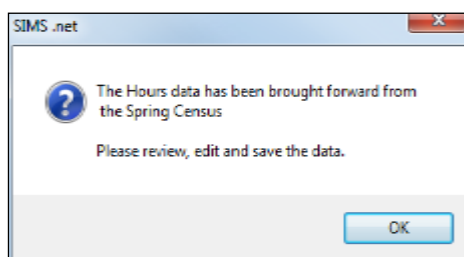 SIMS .net
The Hours data has been brought forward from
the Spring Census
Please review, edit and save the data.
OK